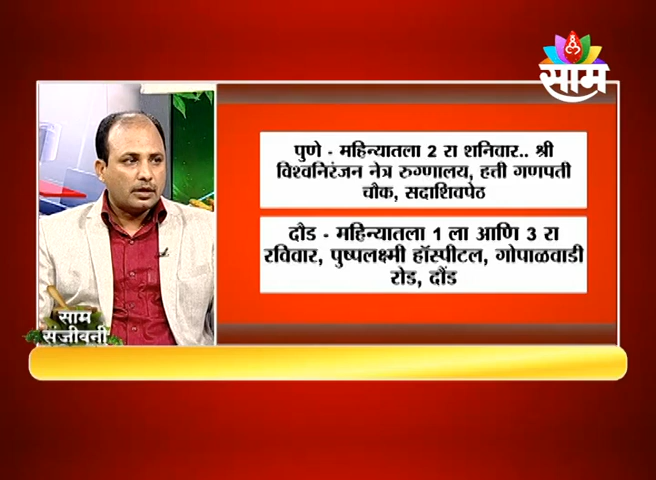 साम
पुणे - महिन्यातला 2 रा शनिवार.. श्री
विश्वनिरंजन नेत्र रुग्णालय, हत्ती गणपती
चौक, सदाशिवपेठ
दौड - महिन्यातला 1 ला आणि 3 रा
रविवार, पुष्पलक्ष्मी हॉस्पीटल, गोपाळवाडी
रोड, दौंड
साम
संजीवनी